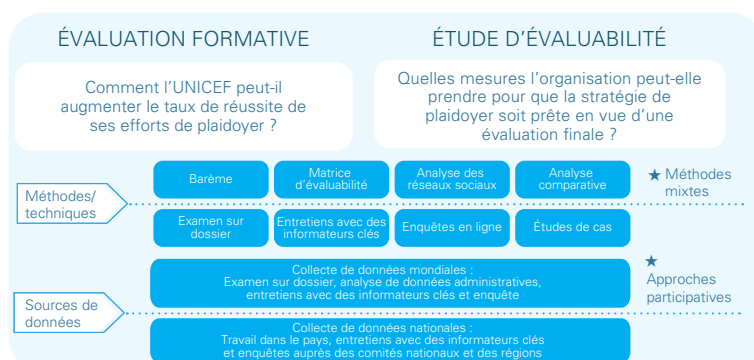 ÉVALUATION FORMATIVE
ÉTUDE D'ÉVALUABILITÉ
Comment l'UNICEF peut-il
augmenter le taux de réussite de
ses efforts de plaidoyer ?
Quelles mesures l'organisation peut-elle
prendre pour que la stratégie de
plaidoyer soit prête en vue d'une
évaluation finale ?
Méthodes/
techniques
Barème
Matrice
d'évaluabilité
Analyse des
réseaux sociaux
Analyse
comparative
★ Méthodes
mixtes
Examen sur
dossier
Entretiens avec des
informateurs clés
Enquêtes en ligne
Études de cas
Sources de
données
Collecte de données mondiales :
Examen sur dossier, analyse de données administratives,
entretiens avec des informateurs clés et enquête
★
Approches
participatives
Collecte de données nationales :
Travail dans le pays, entretiens avec des informateurs clés
et enquêtes auprès des comités nationaux et des régions